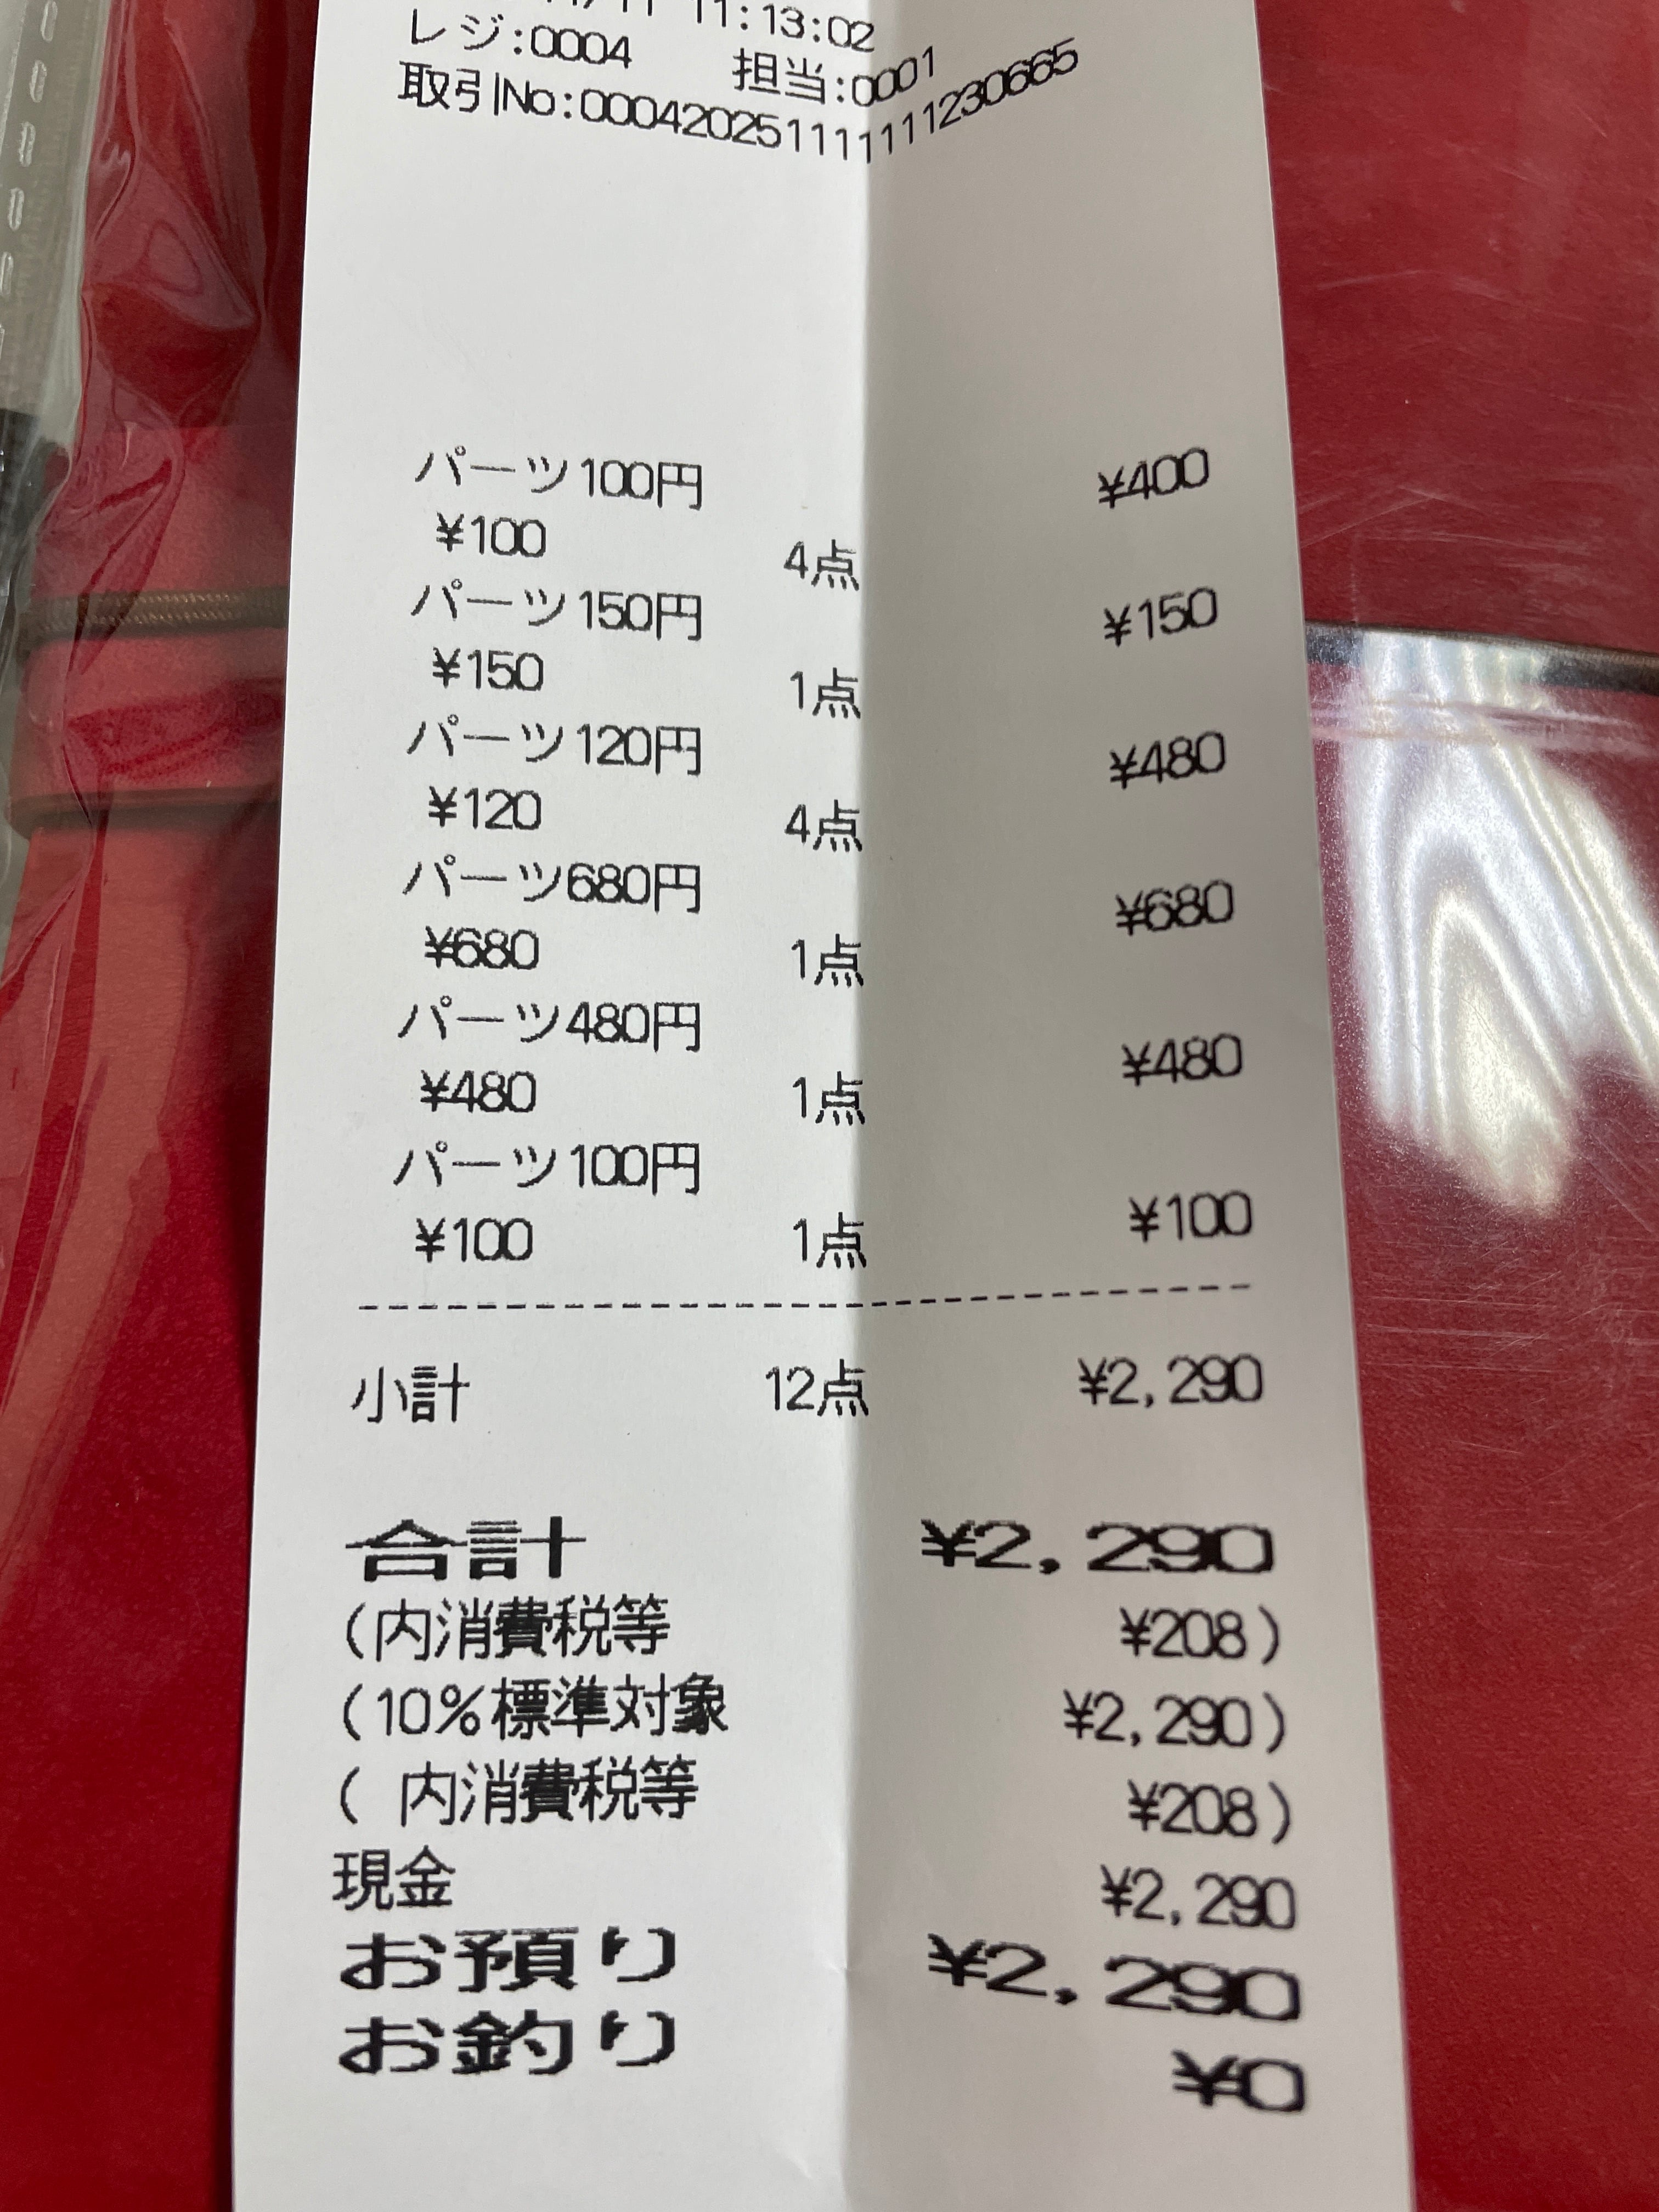 11:13:02
レジ:0004 担当:0001
取引No:00042025111111230665
パーツ100円 ¥400
¥100 4点
パーツ150円 ¥150
¥150 1点
パーツ120円 ¥480
¥120 4点
パーツ680円 ¥680
¥680 1点
パーツ480円 ¥480
¥480 1点
パーツ100円 ¥100
¥100 1点
小計 12点 ¥2,290
合計 ¥2,290
(内消費税等 ¥208)
(10%標準対象 ¥2,290)
( 内消費税等 ¥208)
現金 ¥2,290
お預り ¥2,290
お釣り ¥0